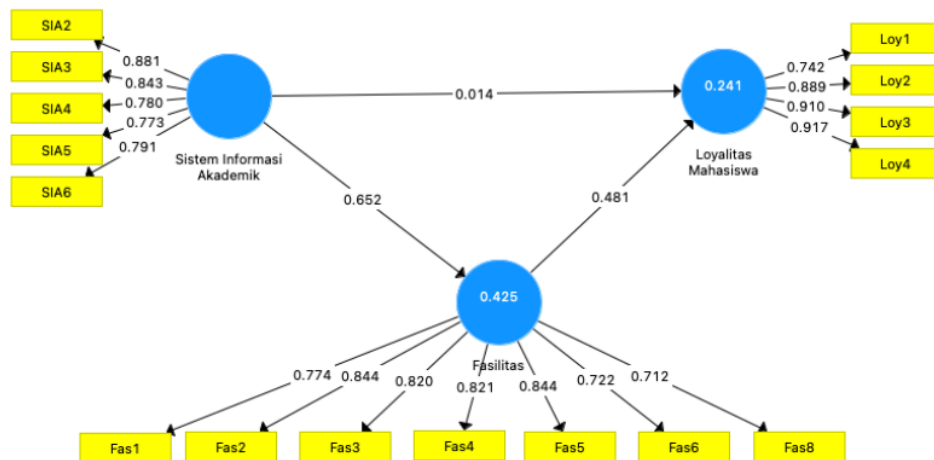 SIA2
SIA3
SIA4
SIA5
SIA6
0.881
0.843
0.780
0.773
0.791
Sistem Informasi
Akademik
0.014
0.652
0.241
Loyalitas
Mahasiswa
0.742
0.889
0.910
0.917
Loy1
Loy2
Loy3
Loy4
0.481
0.425
Fasilitas
0.774
0.844
0.820
0.821
0.844
0.722
0.712
Fas1
Fas2
Fas3
Fas4
Fas5
Fas6
Fas8